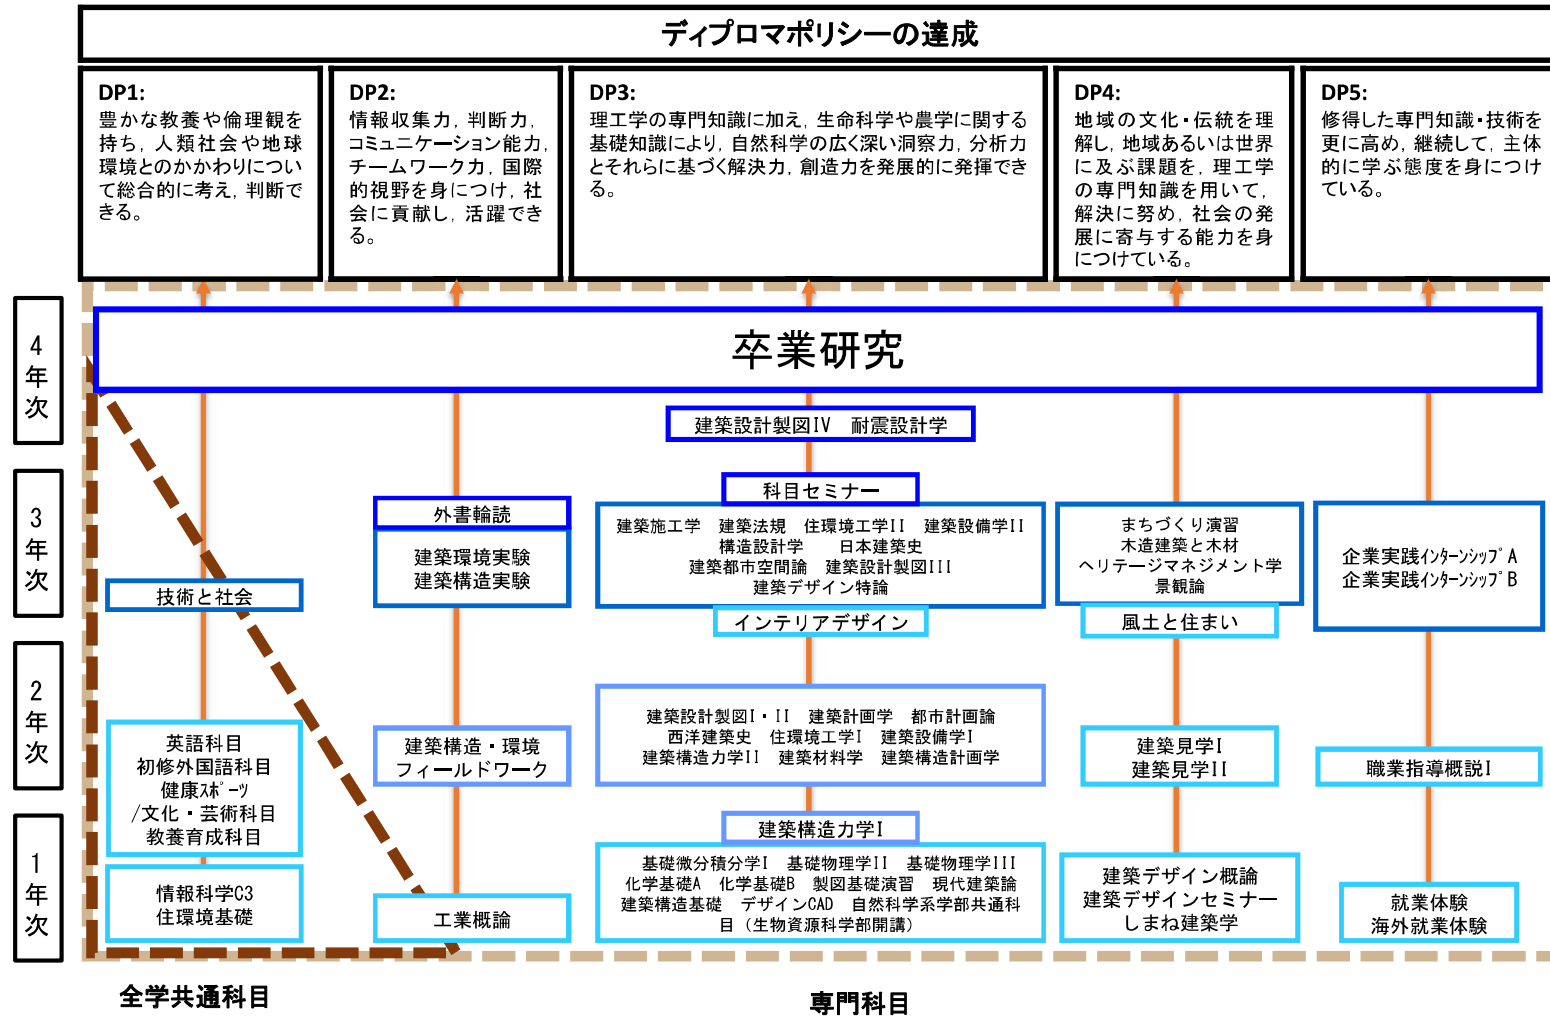 ディプロマポリシーの達成
DP1:
豊かな教養や倫理観を
持ち，人類社会や地球
環境とのかかわりについ
て総合的に考え，判断で
きる。
DP2:
情報収集力，判断力，
コミュニケーション能力，
チームワーク力，国際
的視野を身につけ，社
会に貢献し，活躍でき
る。
DP3:
理工学の専門知識に加え，生命科学や農学に関する
基礎知識により，自然科学の広く深い洞察力，分析力
とそれらに基づく解決力，創造力を発展的に発揮でき
る。
DP4:
地域の文化・伝統を理
解し，地域あるいは世界
に及ぶ課題を，理工学
の専門知識を用いて，
解決に努め，社会の発
展に寄与する能力を身
につけている。
DP5:
修得した専門知識・技術を
更に高め，継続して，主体
的に学ぶ態度を身につけ
ている。
4年次
卒業研究
建築設計製図IV　耐震設計学
3年次
科目セミナー
外書輪読
建築環境実験
建築構造実験
技術と社会
建築施工学　建築法規　住環境工学II　建築設備学II
構造設計学　　日本建築史
建築都市空間論　建築設計製図III
建築デザイン特論
インテリアデザイン
まちづくり演習
木造建築と木材
ヘリテージマネジメント学
景観論
風土と住まい
企業実践ｲﾝﾀｰﾝｼｯﾌﾟA
企業実践ｲﾝﾀｰﾝｼｯﾌﾟB
2年次
英語科目
初修外国語科目
健康ｽﾎﾟｰﾂ
/文化・芸術科目
教養育成科目
建築構造・環境
フィールドワーク
建築設計製図I・II　建築計画学　都市計画論
西洋建築史　住環境工学I　建築設備学I
建築構造力学II　建築材料学　建築構造計画学
建築見学I
建築見学II
職業指導概説I
1年次
情報科学C3
住環境基礎
工業概論
建築構造力学I
基礎微分積分学I　基礎物理学II　基礎物理学III
化学基礎A　化学基礎B　製図基礎演習　現代建築論
建築構造基礎　デザインCAD　自然科学系学部共通科
目（生物資源科学部開講）
建築デザイン概論
建築デザインセミナー
しまね建築学
就業体験
海外就業体験
全学共通科目
専門科目